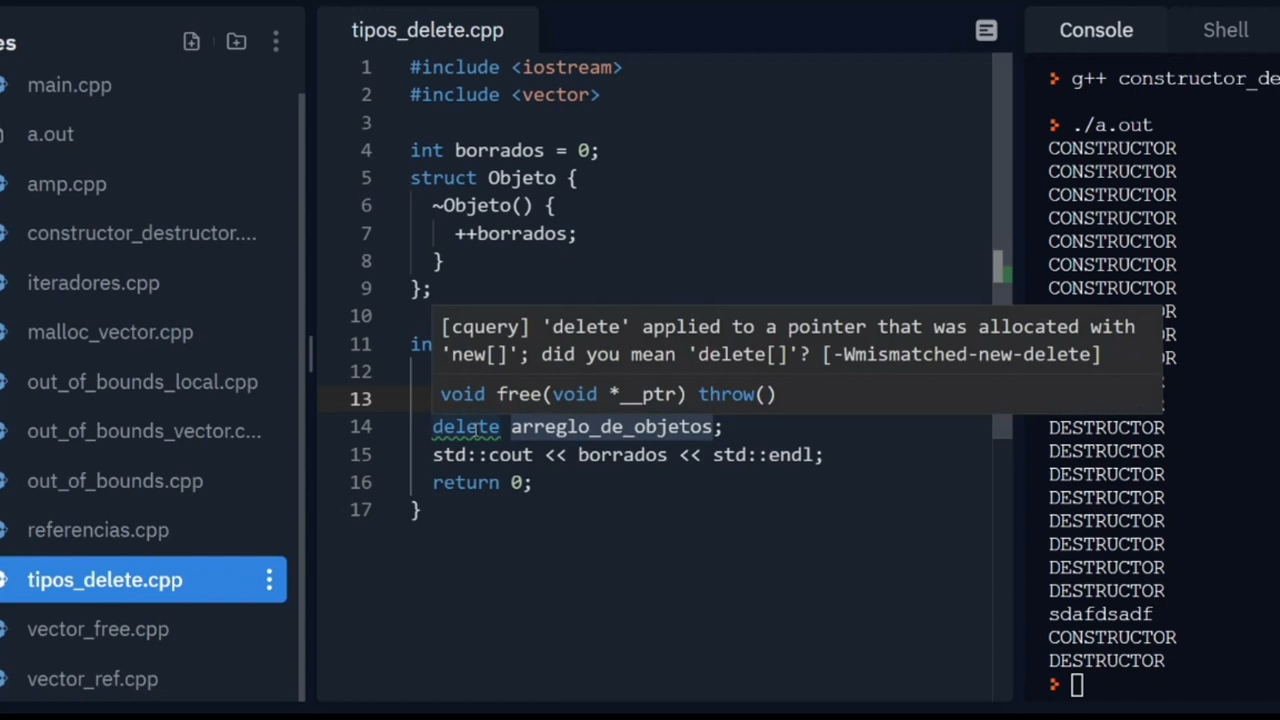 es
main.cpp
a.out
amp.cpp
constructor_destructor....
iteradores.cpp
malloc_vector.cpp
out_of_bounds_local.cpp
out_of_bounds_vector.c...
out_of_bounds.cpp
referencias.cpp
tipos_delete.cpp
vector_free.cpp
vector_ref.cpp
tipos_delete.cpp
1 #include <iostream>
2 #include <vector>
3
4 int borrados = 0;
5 struct Objeto {
6 ~Objeto() {
7 ++borrados;
8 }
9 };
10
11 in
12
13
[cquery] 'delete' applied to a pointer that was allocated with
'new[]'; did you mean 'delete[]'? [-Wmismatched-new-delete]
void free(void *__ptr) throw()
14 delete arreglo_de_objetos;
15 std::cout << borrados << std::endl;
16 return 0;
17 }
Console Shell
g++ constructor_de
./a.out
CONSTRUCTOR
CONSTRUCTOR
CONSTRUCTOR
CONSTRUCTOR
CONSTRUCTOR
CONSTRUCTOR
CONSTRUCTOR
DESTRUCTOR
DESTRUCTOR
DESTRUCTOR
DESTRUCTOR
DESTRUCTOR
DESTRUCTOR
DESTRUCTOR
DESTRUCTOR
sdafdsadf
CONSTRUCTOR
DESTRUCTOR